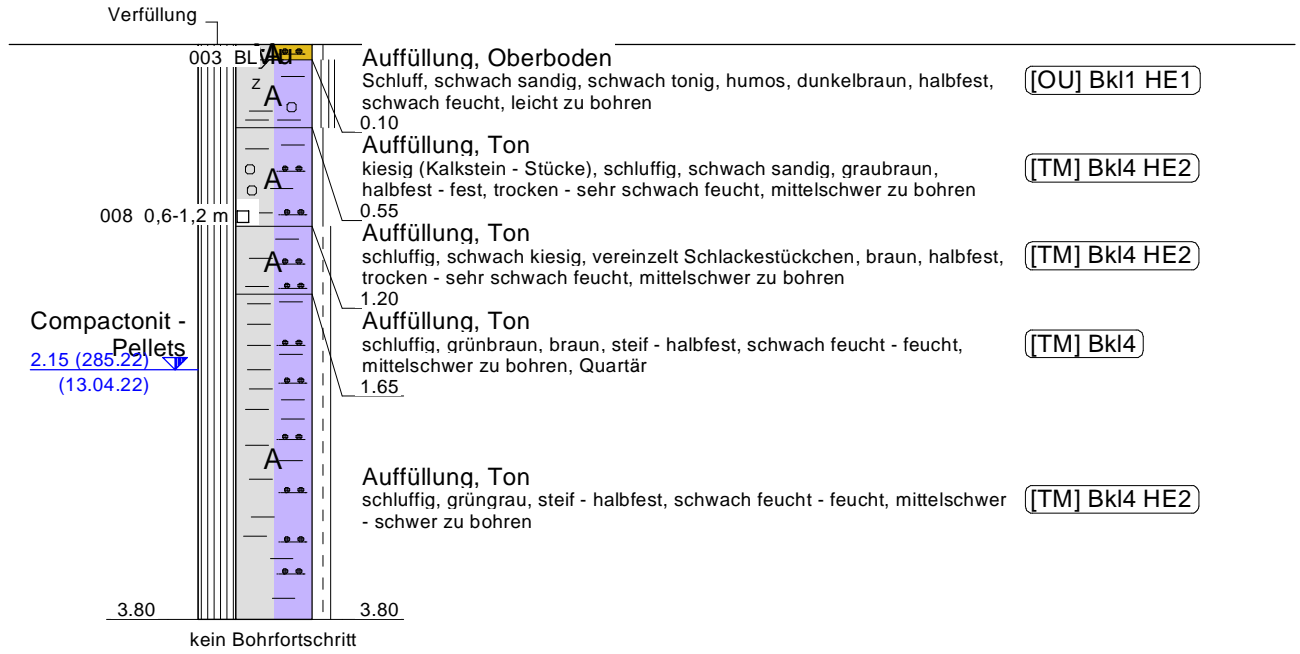 Verfüllung
003 BL
A
Auffüllung, Oberboden
Schluff, schwach sandig, schwach tonig, humos, dunkelbraun, halbfest,
schwach feucht, leicht zu bohren
[OU] Bkl1 HE1
z
A
0.10
Auffüllung, Ton
kiesig (Kalkstein - Stücke), schluffig, schwach sandig, graubraun,
halbfest - fest, trocken - sehr schwach feucht, mittelschwer zu bohren
[TM] Bkl4 HE2
A
0.55
008 0,6-1,2 m
Auffüllung, Ton
schluffig, schwach kiesig, vereinzelt Schlackestückchen, braun, halbfest,
trocken - sehr schwach feucht, mittelschwer zu bohren
[TM] Bkl4 HE2
A
1.20
Auffüllung, Ton
schluffig, grünbraun, braun, steif - halbfest, schwach feucht - feucht,
mittelschwer zu bohren, Quartär
[TM] Bkl4
1.65
Compactonit -
Pellets
2.15 (285.22)
(13.04.22)
A
Auffüllung, Ton
schluffig, grüngrau, steif - halbfest, schwach feucht - feucht, mittelschwer
- schwer zu bohren
[TM] Bkl4 HE2
3.80
3.80
kein Bohrfortschritt